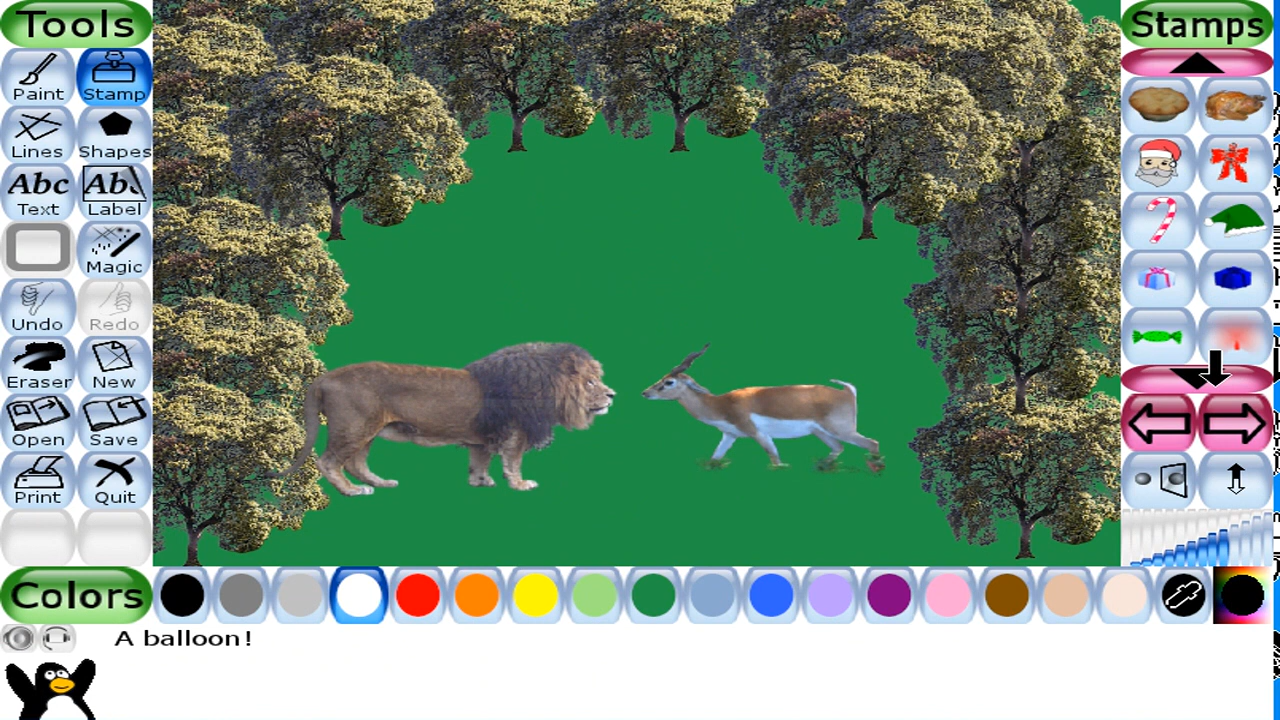 Tools
Stamps
Paint
Stamp
Lines
Shapes
Abc
Abc
Text
Label
Magic
Undo
Redo
Eraser
New
Open
Save
Print
Quit
Colors
A balloon!